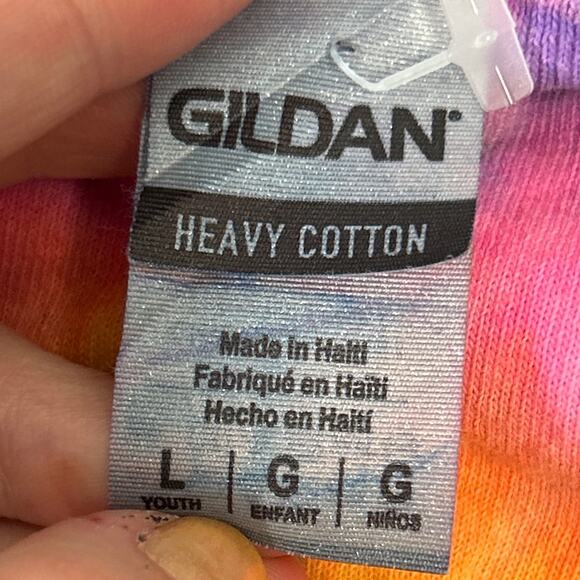 GILDAN®
HEAVY COTTON
Made in Haiti
Fabriqué en Haïti
Hecho en Haití
L | G | G
YOUTH | ENFANT | NIÑOS